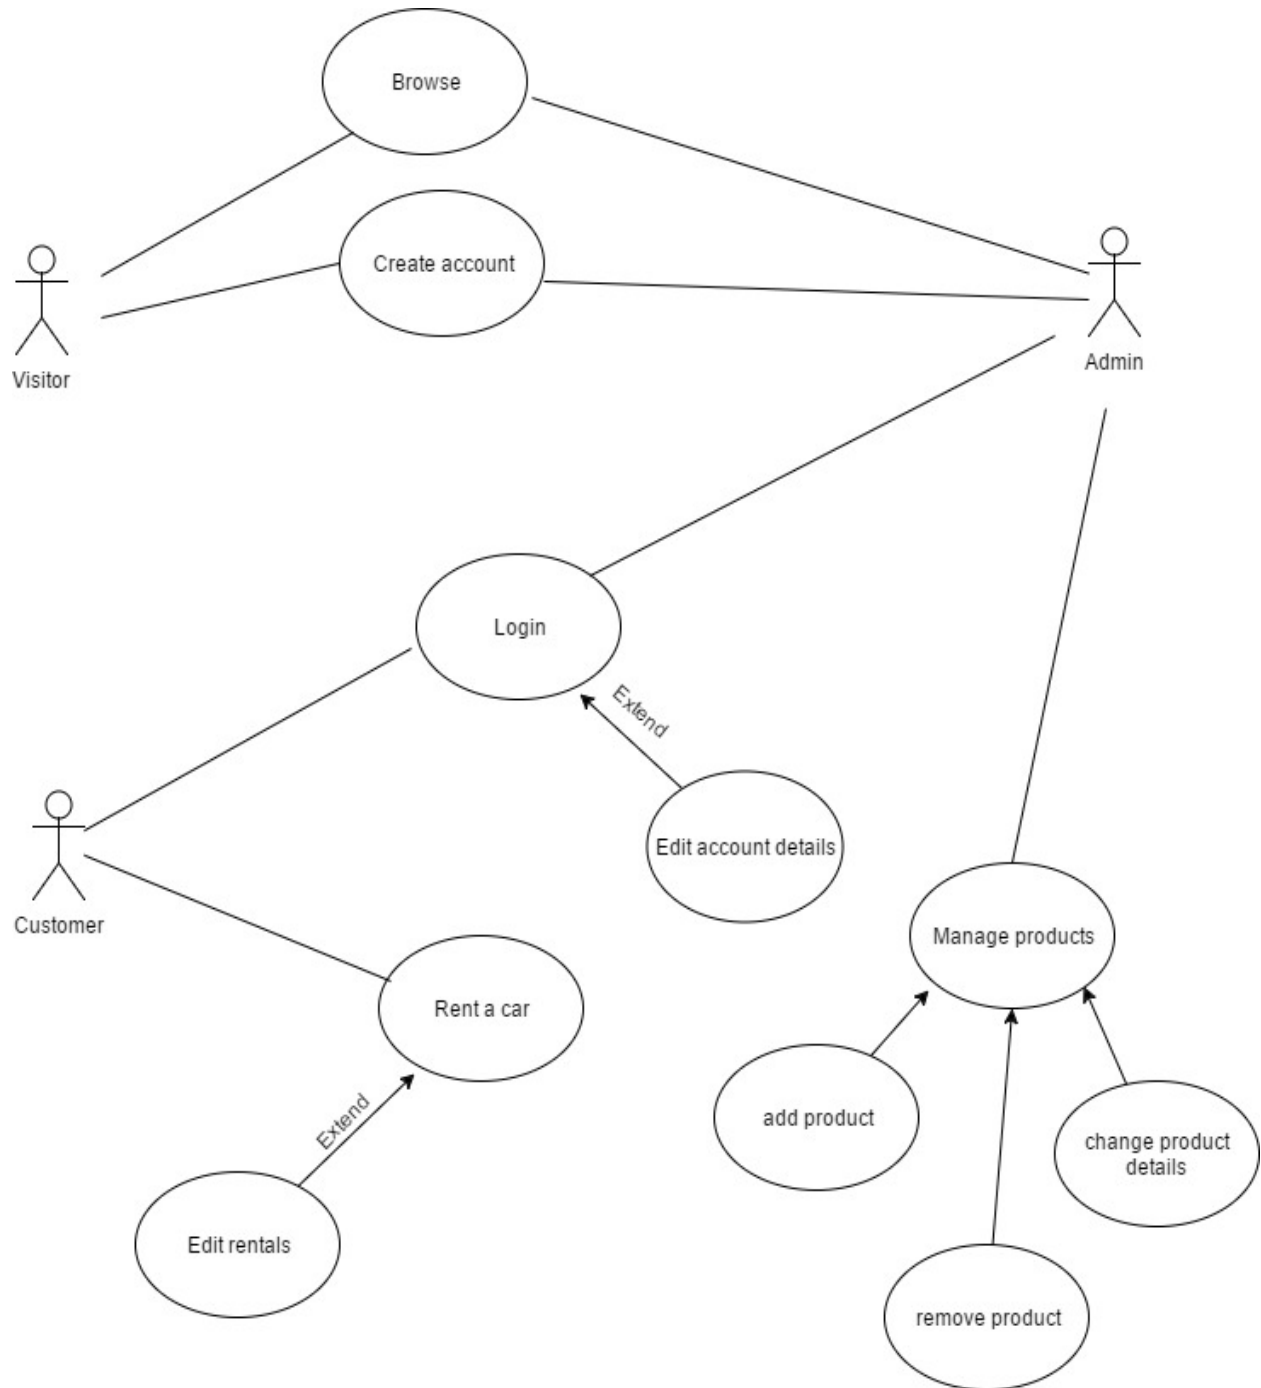 Browse
Create account
Visitor
Admin
Login
Extend
Edit account details
Customer
Manage products
Rent a car
Extend
add product
change product
details
Edit rentals
remove product